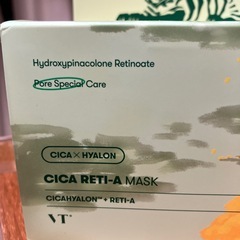 Hydroxypinacolone Retinoate
Pore Special Care
CICA × HYALON
CICA RETI-A MASK
CICAHYALON™ + RETI-A
VT